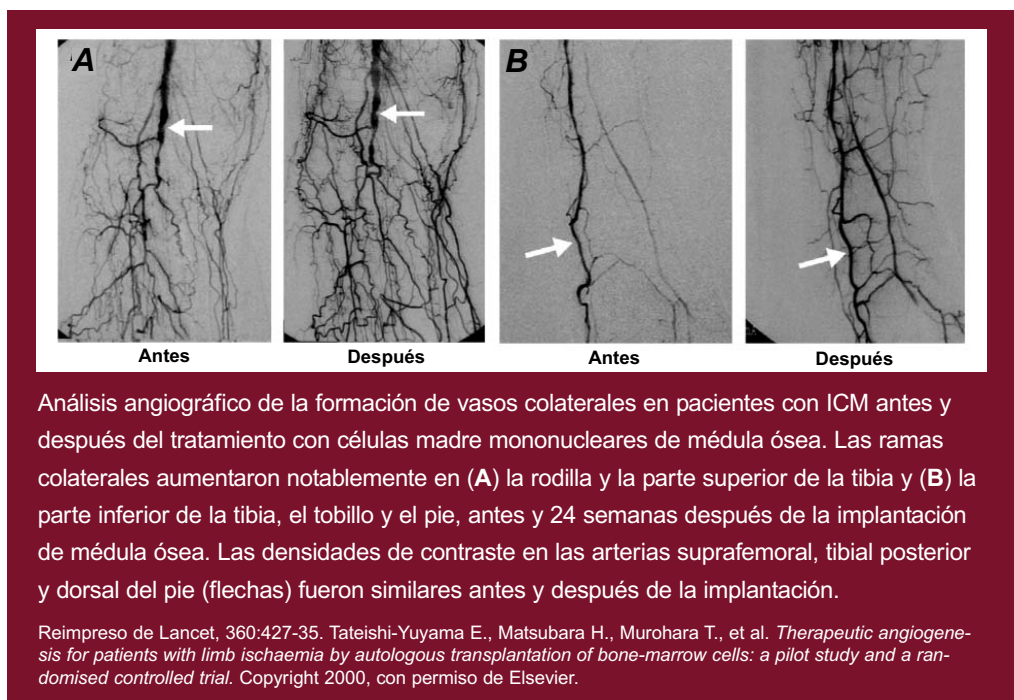 A
B
Antes
Después
Antes
Después
Análisis angiográfico de la formación de vasos colaterales en pacientes con ICM antes y
después del tratamiento con células madre mononucleares de médula ósea. Las ramas
colaterales aumentaron notablemente en (A) la rodilla y la parte superior de la tibia y (B) la
parte inferior de la tibia, el tobillo y el pie, antes y 24 semanas después de la implantación
de médula ósea. Las densidades de contraste en las arterias suprafemoral, tibial posterior
y dorsal del pie (flechas) fueron similares antes y después de la implantación.
Reimpreso de Lancet, 360:427-35. Tateishi-Yuyama E., Matsubara H., Murohara T., et al. Therapeutic angiogene-
sis for patients with limb ischaemia by autologous transplantation of bone-marrow cells: a pilot study and a ran-
domised controlled trial. Copyright 2000, con permiso de Elsevier.